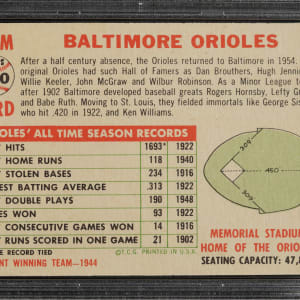 M
BALTIMORE ORIOLES
After a half century absence, the Orioles returned to Baltimore in 1954.
original Orioles had such Hall of Famers as Dan Brouthers, Hugh Jenni
Willie Keeler, John McGraw and Wilbur Robinson. As a Minor League t
after 1902 Baltimore developed baseball greats Rogers Hornsby, Lefty G
and Babe Ruth. Moving to St. Louis, they fielded immortals like George Sis
who hit .420 in 1922, and Ken Williams.
RD
OLES' ALL TIME SEASON RECORDS
HITS 1693* 1922
HOME RUNS 118 1940
STOLEN BASES 234 1916
EST BATTING AVERAGE .313 1922
DOUBLE PLAYS 190 1948
ES WON 93 1922
CONSECUTIVE GAMES WON 14 1916
RUNS SCORED IN ONE GAME 21 1902
RECORD TIED © T.C.G. PRINTED IN U.S.A.
NT WINNING TEAM—1944
309
450
309
MEMORIAL STADIU
HOME OF THE ORIO
SEATING CAPACITY: 47,